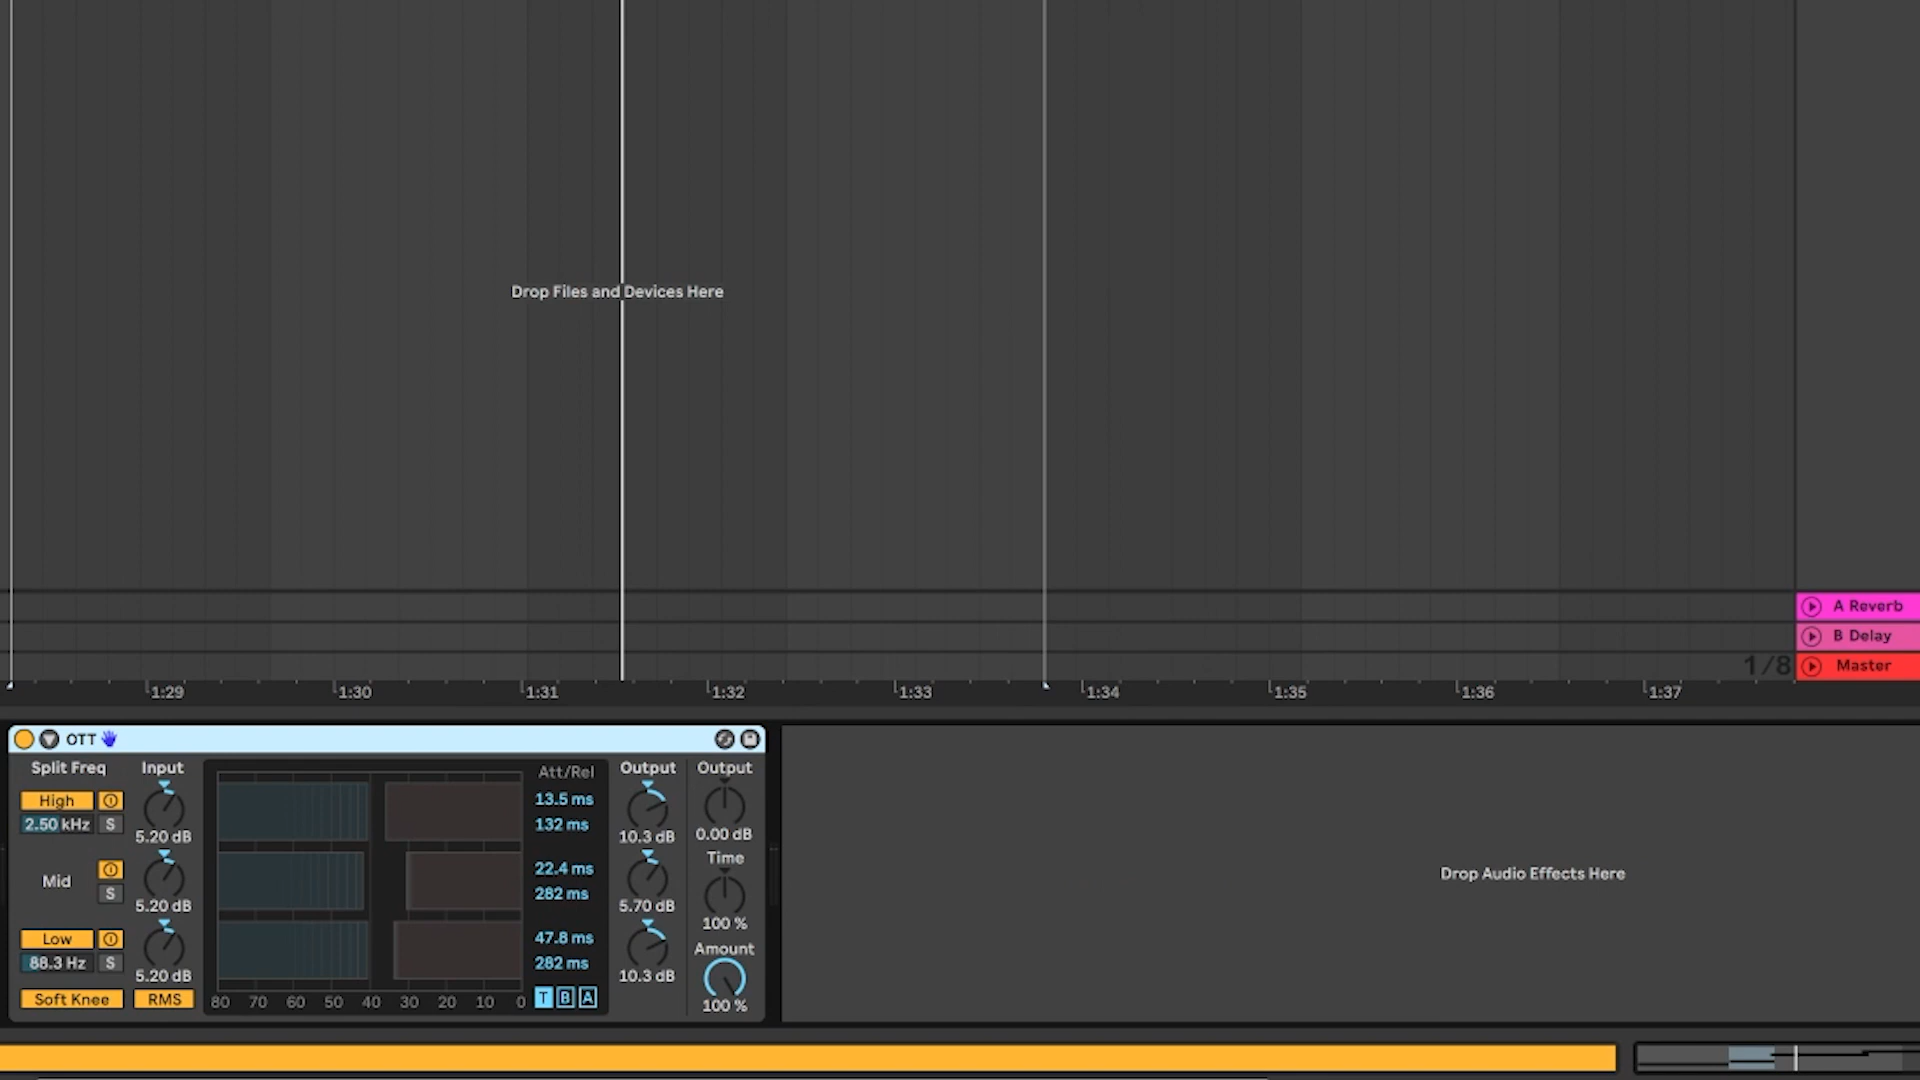 Drop Files and Devices Here
A Reverb
B Delay
1/8 Master
1:29 1:30 1:31 1:32 1:33 1:34 1:35 1:36 1:37
OTT
Split Freq Input Att/Rel Output Output
High 13.5 ms
2.50 kHz S 132 ms
5.20 dB 10.3 dB 0.00 dB
Time
Mid 22.4 ms
S 282 ms
5.20 dB 5.70 dB 100 %
Low 47.8 ms Amount
88.3 Hz S 282 ms
5.20 dB 10.3 dB
Soft Knee RMS 80 70 60 50 40 30 20 10 0 T B A 100 %
Drop Audio Effects Here